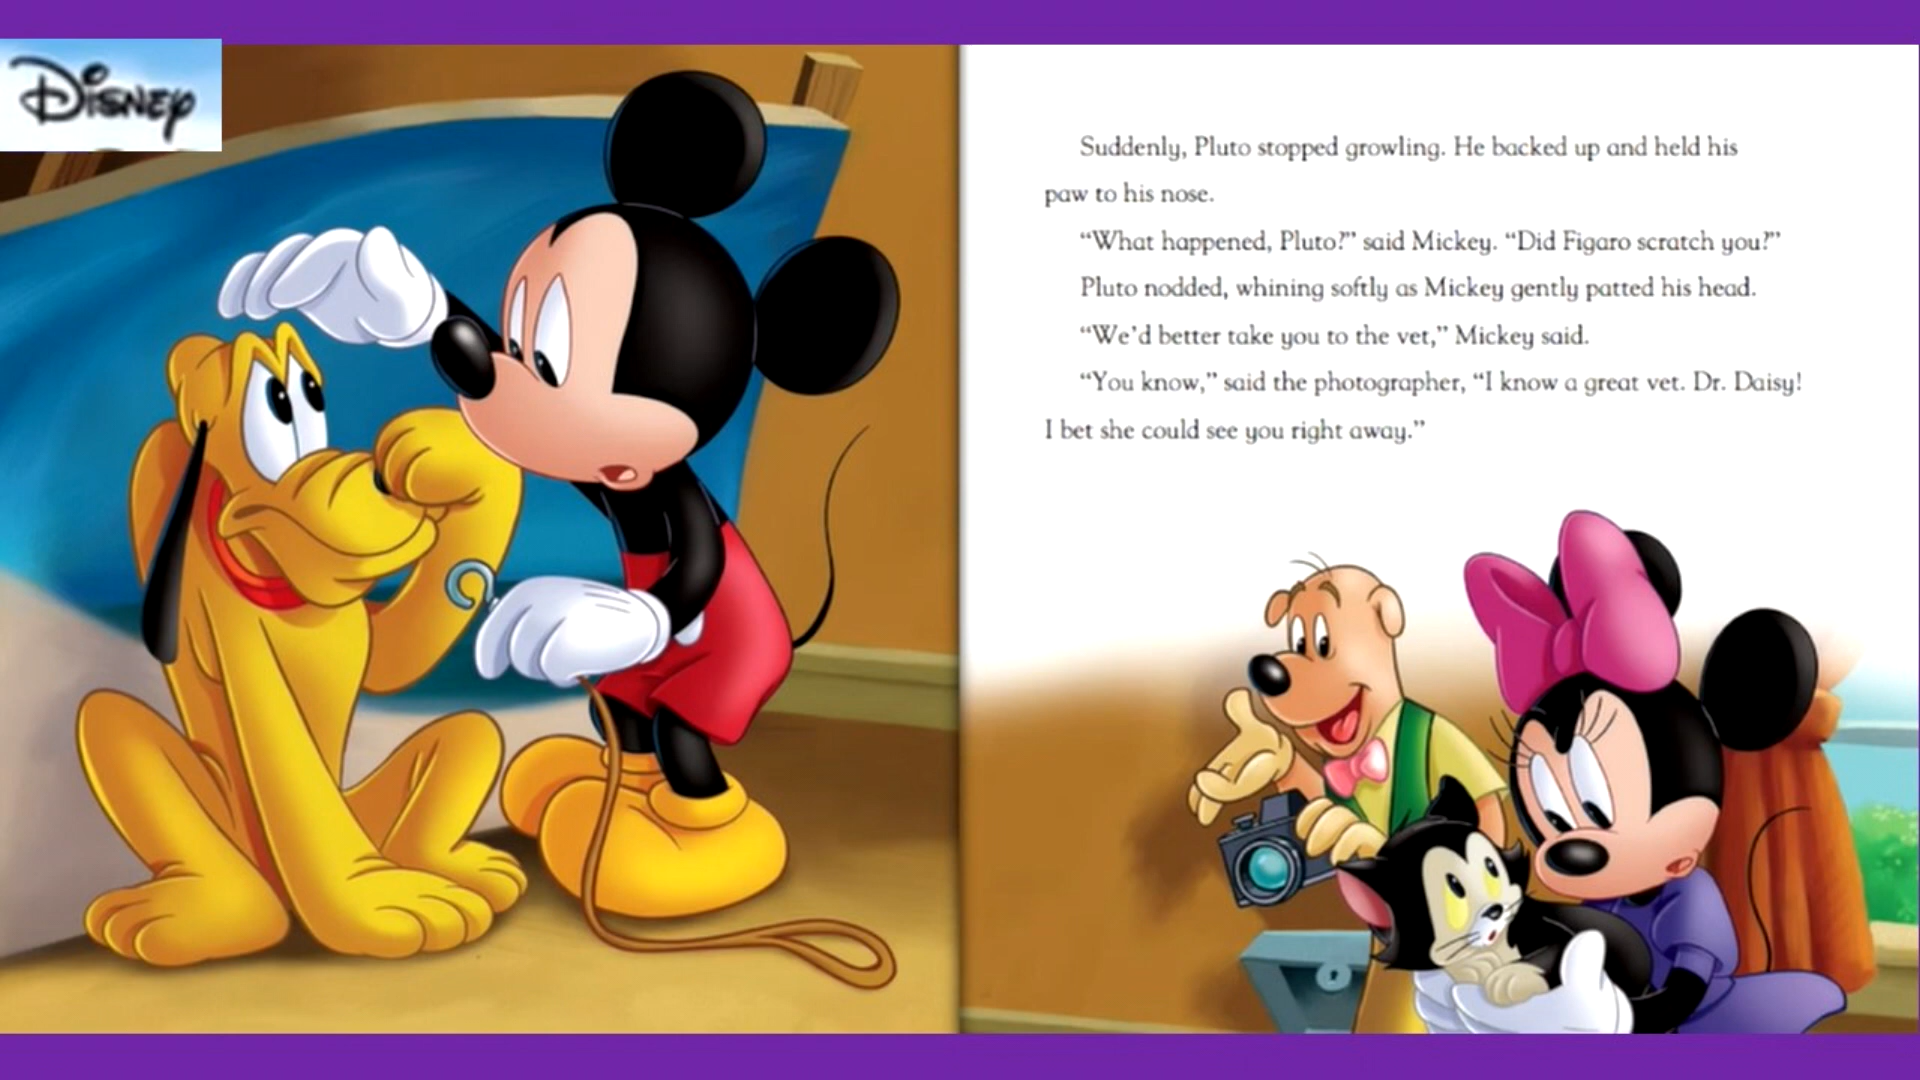 Disney
Suddenly, Pluto stopped growling. He backed up and held his
paw to his nose.
“What happened, Pluto?” said Mickey. “Did Figaro scratch you?”
Pluto nodded, whining softly as Mickey gently patted his head.
“We’d better take you to the vet,” Mickey said.
“You know,” said the photographer, “I know a great vet. Dr. Daisy!
I bet she could see you right away.”